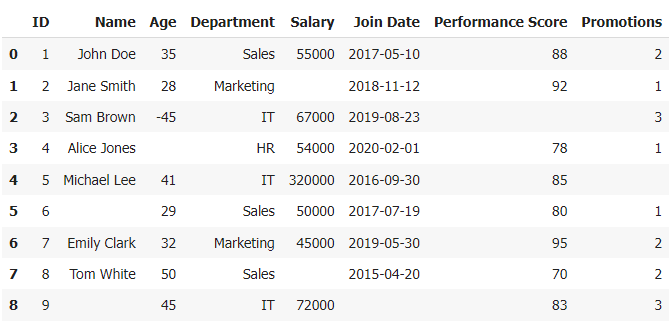 ID Name Age Department Salary Join Date Performance Score Promotions
0 1 John Doe 35 Sales 55000 2017-05-10 88 2
1 2 Jane Smith 28 Marketing 2018-11-12 92 1
2 3 Sam Brown -45 IT 67000 2019-08-23 3
3 4 Alice Jones HR 54000 2020-02-01 78 1
4 5 Michael Lee 41 IT 320000 2016-09-30 85
5 6 29 Sales 50000 2017-07-19 80 1
6 7 Emily Clark 32 Marketing 45000 2019-05-30 95 2
7 8 Tom White 50 Sales 2015-04-20 70 2
8 9 45 IT 72000 83 3